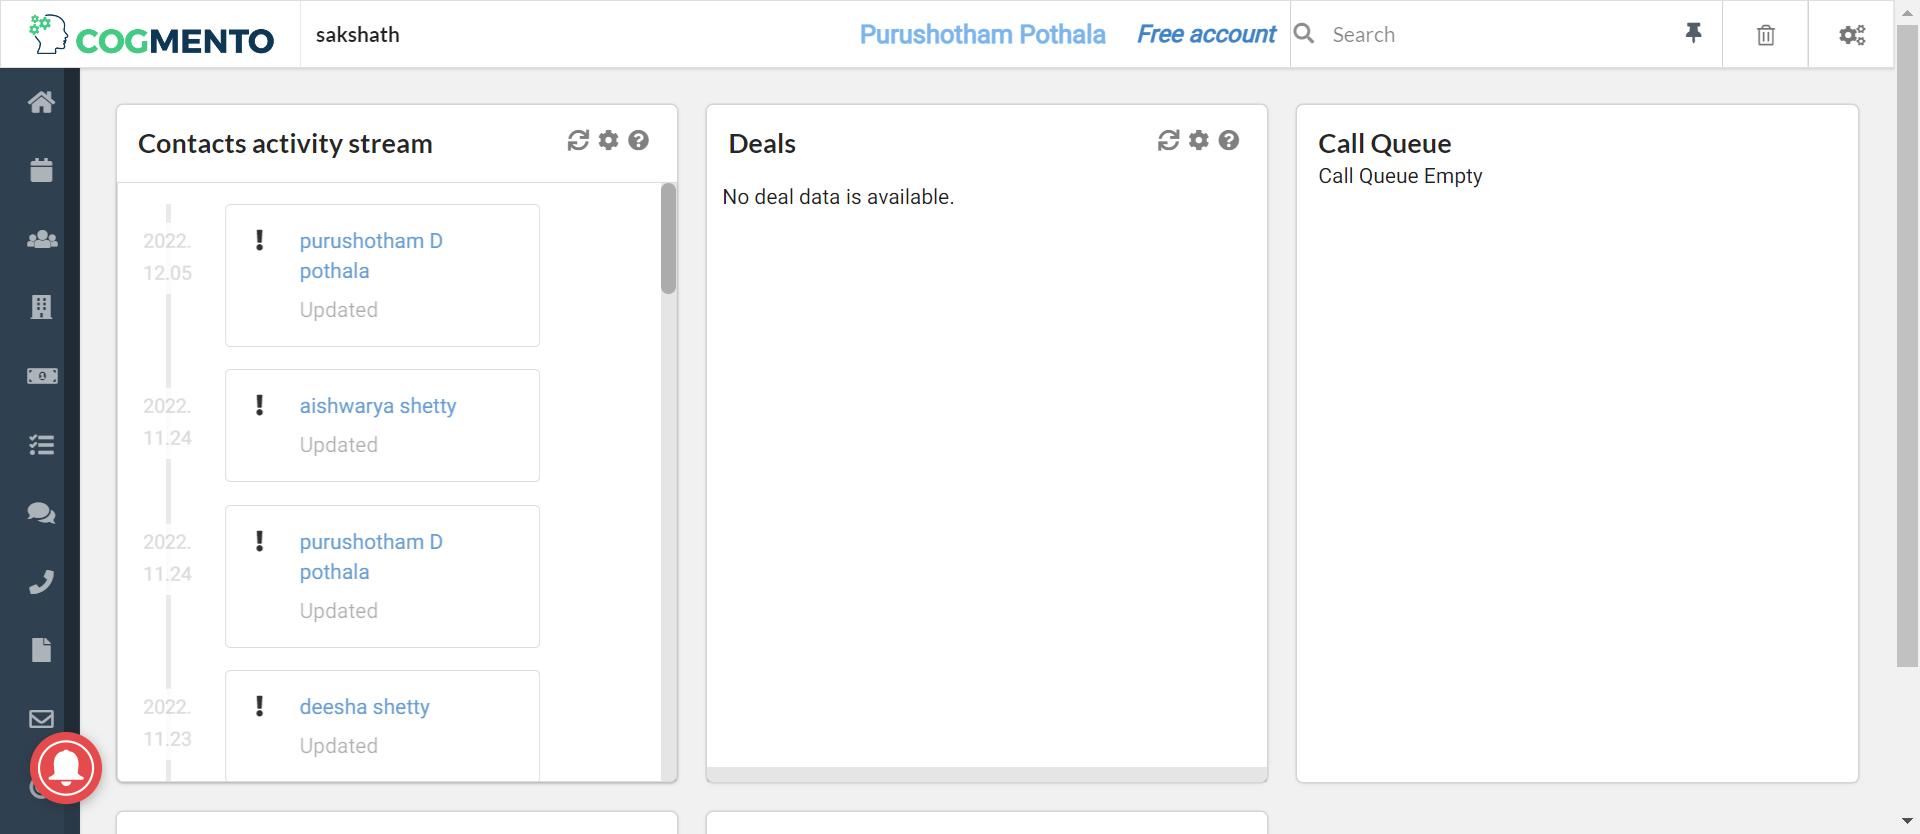 COGMENTO
sakshath
Purushotham Pothala
Free account
Search
Contacts activity stream
2022.
12.05
purushotham D
pothala
Updated
2022.
11.24
aishwarya shetty
Updated
2022.
11.24
purushotham D
pothala
Updated
2022.
11.23
deesha shetty
Updated
Deals
No deal data is available.
Call Queue
Call Queue Empty